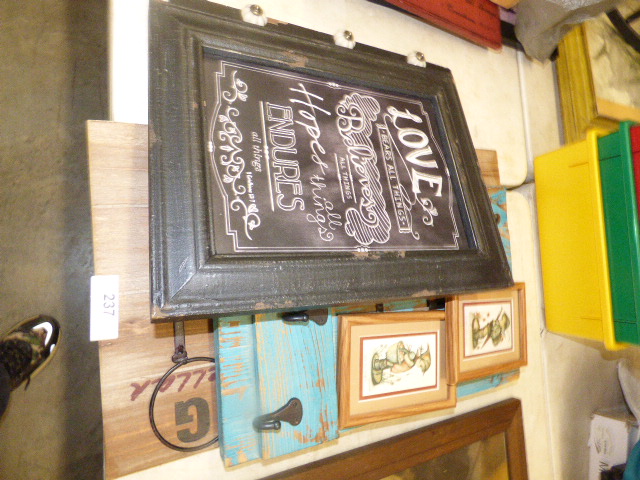 LOVE
BEARS ALL THINGS
Believes
ALL THINGS
Hopes all things
ENDURES
all things
237
G